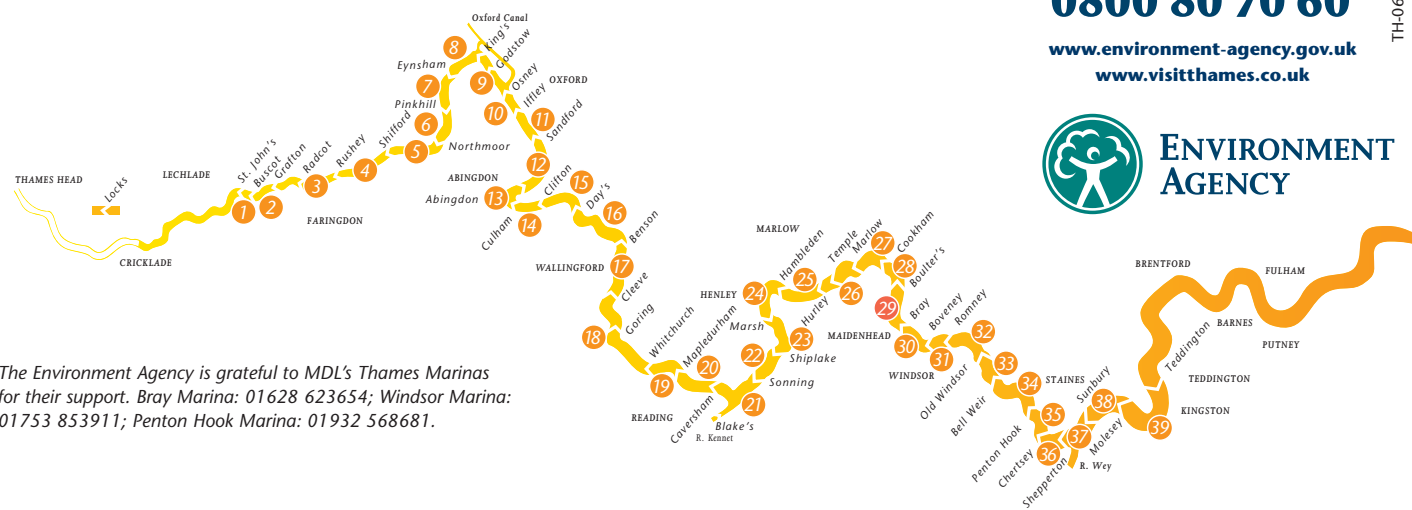 0800 80 70 60
www.environment-agency.gov.uk
www.visitthames.co.uk
TH-06
ENVIRONMENT
AGENCY
Oxford Canal
King's
8
Godstow
Eynsham
9
Osney
OXFORD
7
Iffley
Pinkhill
10
11
Sandford
6
Shifford
5
Northmoor
Rushey
4
Radcot
3
Grafton
Buscot
St. John's
2
1
LECHLADE
THAMES HEAD
Locks
FARINGDON
CRICKLADE
12
ABINGDON
Abingdon
13
Clifton
15
Culham
14
Day's
16
Benson
WALLINGFORD
17
Cleeve
18
Goring
Whitchurch
19
Mapledurham
20
READING
Caversham
21
Blake's
R. Kennet
Sonning
22
Shiplake
23
Marsh
HENLEY
24
MARLOW
Hambleden
25
Hurley
Temple
26
Marlow
27
Cookham
28
Boulter's
29
MAIDENHEAD
Bray
30
Boveney
31
WINDSOR
Romney
32
Old Windsor
33
Bell Weir
34
STAINES
Penton Hook
35
Chertsey
36
Shepperton
37
R. Wey
Sunbury
38
Molesey
39
Teddington
TEDDINGTON
KINGSTON
BRENTFORD
FULHAM
BARNES
PUTNEY
The Environment Agency is grateful to MDL's Thames Marinas
for their support. Bray Marina: 01628 623654; Windsor Marina:
01753 853911; Penton Hook Marina: 01932 568681.